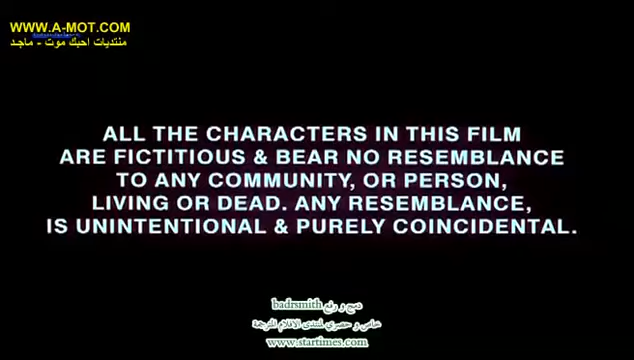 WWW.A-MOT.COM
منتديات احبك موت - ماجد
ALL THE CHARACTERS IN THIS FILM
ARE FICTITIOUS & BEAR NO RESEMBLANCE
TO ANY COMMUNITY, OR PERSON,
LIVING OR DEAD. ANY RESEMBLANCE,
IS UNINTENTIONAL & PURELY COINCIDENTAL.
دمج و رفع badrsmith
خاص و حصري لمنتدى الافلام المترجمة
www.startimes.com